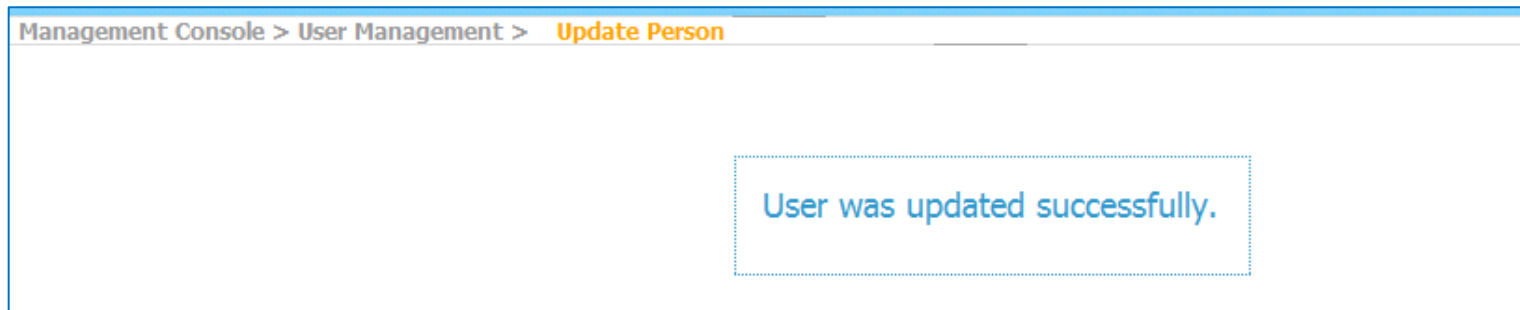 Management Console > User Management > Update Person
User was updated successfully.